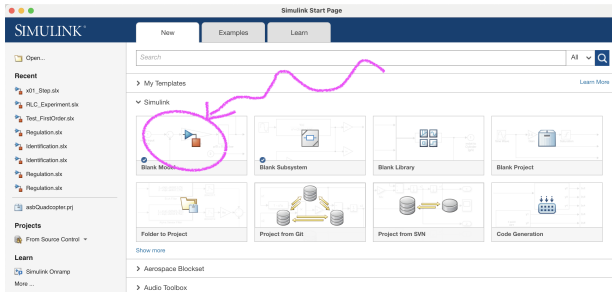 Simulink Start Page
SIMULINK®
New
Examples
Learn
Open...
Recent
x01_Step.slx
RLC_Experiment.slx
Test_FirstOrder.slx
Regulation.slx
Identification.slx
Identification.slx
Regulation.slx
Regulation.slx
asbQuadcopter.prj
Projects
From Source Control
Learn
Simulink Onramp
More ...
Search
All
My Templates
Learn More
Simulink
Blank Model
Blank Subsystem
Blank Library
Blank Project
Folder to Project
Project from Git
Project from SVN
Code Generation
Show more
Aerospace Blockset
Audio Toolbox